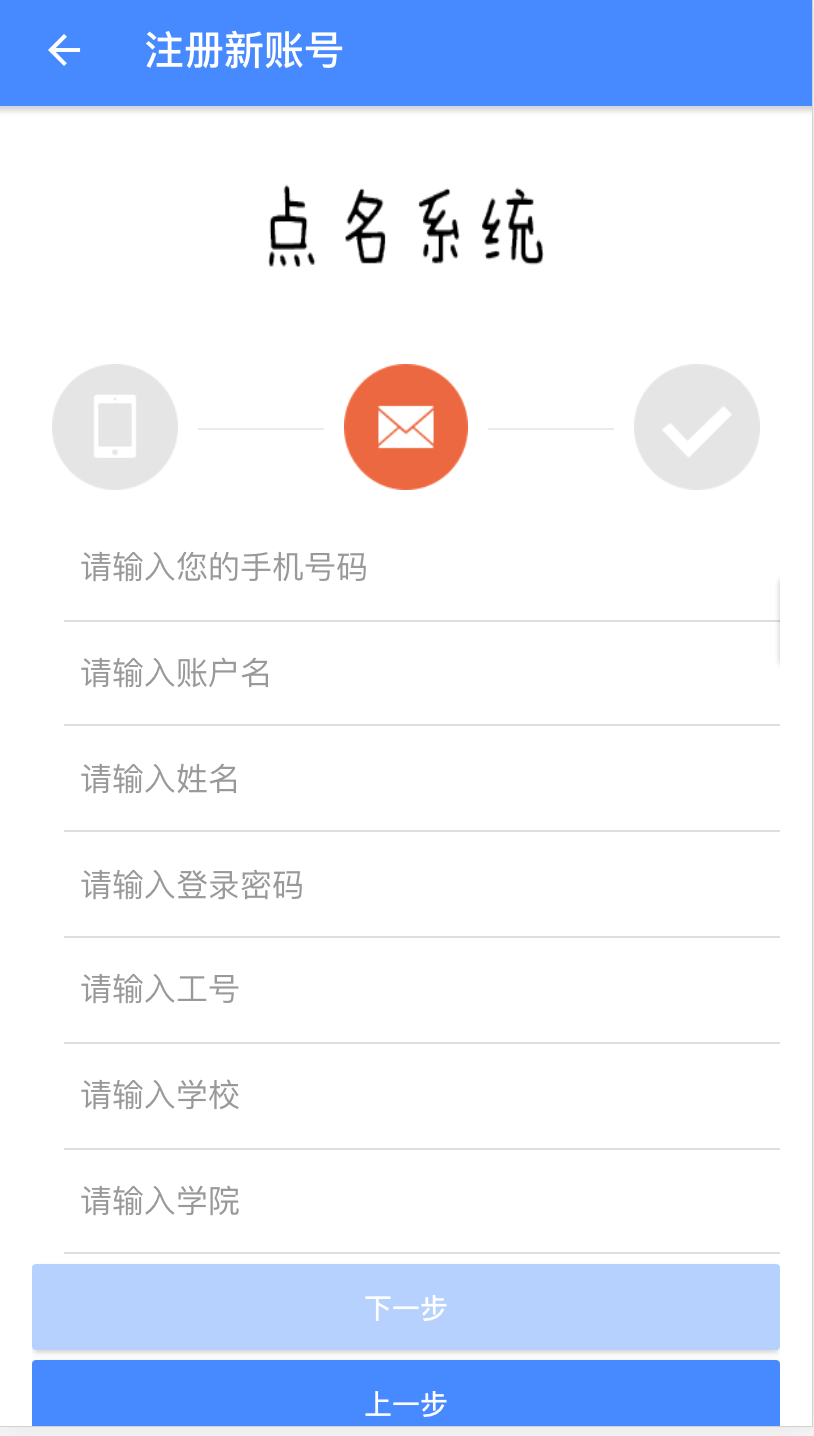 注册新账号
点名系统
请输入您的手机号码
请输入账户名
请输入姓名
请输入登录密码
请输入工号
请输入学校
请输入学院
下一步
上一步